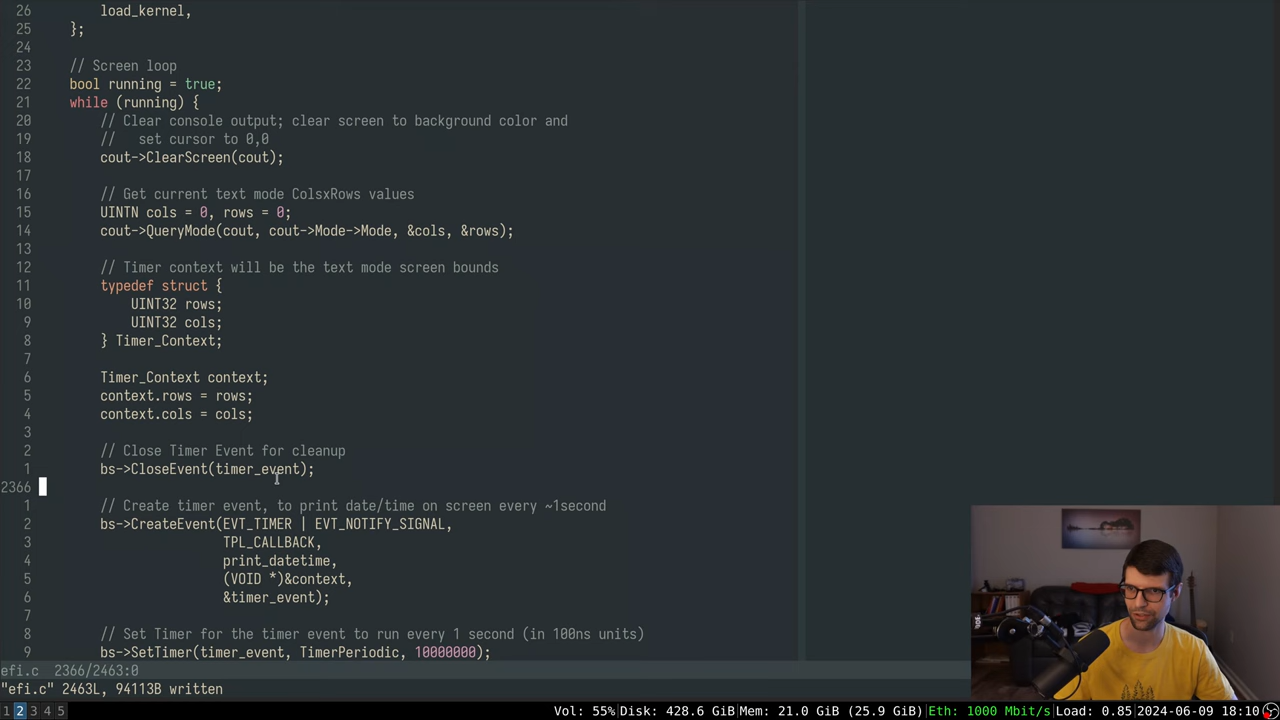 26         load_kernel,
25     };
24
23     // Screen loop
22     bool running = true;
21     while (running) {
20         // Clear console output; clear screen to background color and
19         //   set cursor to 0,0
18         cout->ClearScreen(cout);
17
16         // Get current text mode ColsxRows values
15         UINTN cols = 0, rows = 0;
14         cout->QueryMode(cout, cout->Mode->Mode, &cols, &rows);
13
12         // Timer context will be the text mode screen bounds
11         typedef struct {
10             UINT32 rows;
9             UINT32 cols;
8         } Timer_Context;
7
6         Timer_Context context;
5         context.rows = rows;
4         context.cols = cols;
3
2         // Close Timer Event for cleanup
1         bs->CloseEvent(timer_event);
2366
1         // Create timer event, to print date/time on screen every ~1second
2         bs->CreateEvent(EVT_TIMER | EVT_NOTIFY_SIGNAL,
3                         TPL_CALLBACK,
4                         print_datetime,
5                         (VOID *)&context,
6                         &timer_event);
7
8         // Set Timer for the timer event to run every 1 second (in 100ns units)
9         bs->SetTimer(timer_event, TimerPeriodic, 10000000);
efi.c  2366/2463:0
"efi.c" 2463L, 94113B written
1 2 3 4 5 Vol: 55%|Disk: 428.6 GiB|Mem: 21.0 GiB (25.9 GiB)|Eth: 1000 Mbit/s|Load: 0.85|2024-06-09 18:10